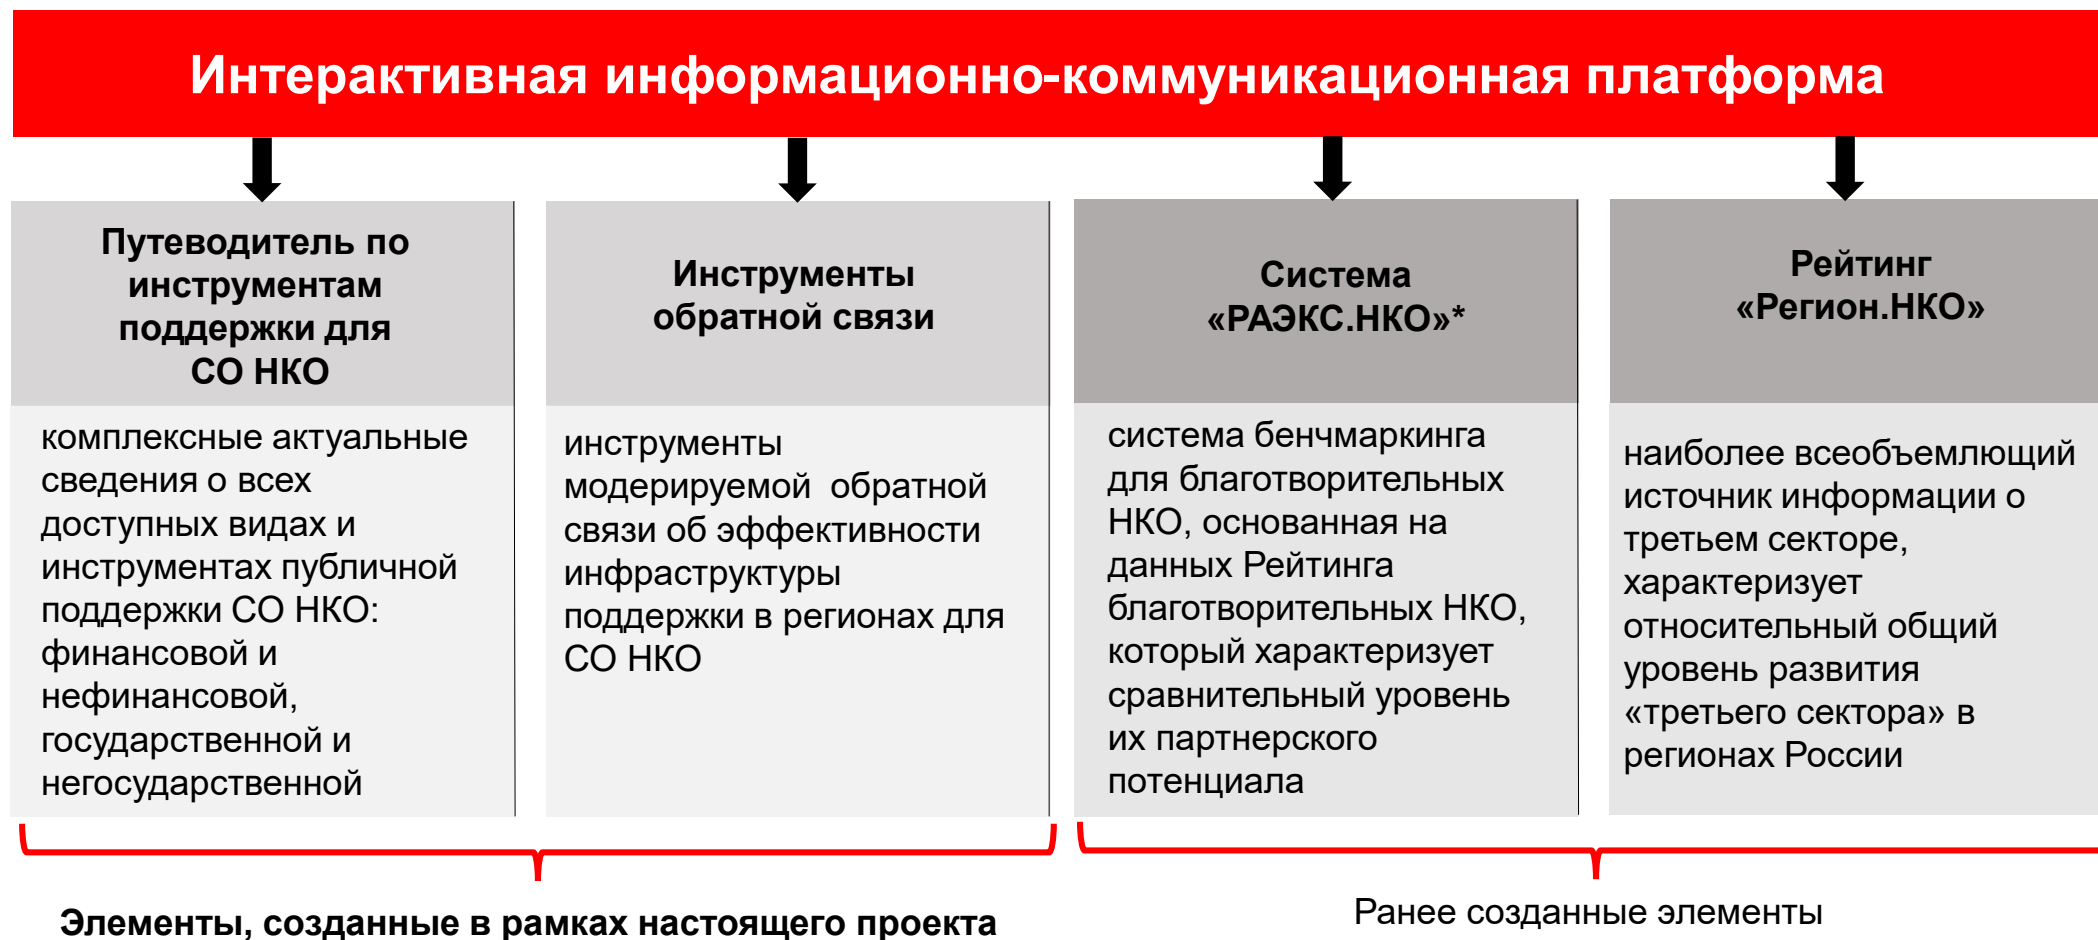 Интерактивная информационно-коммуникационная платформа
Путеводитель по
инструментам
поддержки для
СО НКО
комплексные актуальные
сведения о всех
доступных видах и
инструментах публичной
поддержки СО НКО:
финансовой и
нефинансовой,
государственной и
негосударственной
Инструменты
обратной связи
инструменты
модерируемой  обратной
связи об эффективности
инфраструктуры
поддержки в регионах для
СО НКО
Система
«РАЭКС.НКО»*
система бенчмаркинга
для благотворительных
НКО, основанная на
данных Рейтинга
благотворительных НКО,
который характеризует
сравнительный уровень
их партнерского
потенциала
Рейтинг
«Регион.НКО»
наиболее всеобъемлющий
источник информации о
третьем секторе,
характеризует
относительный общий
уровень развития
«третьего сектора» в
регионах России
Элементы, созданные в рамках настоящего проекта
Ранее созданные элементы